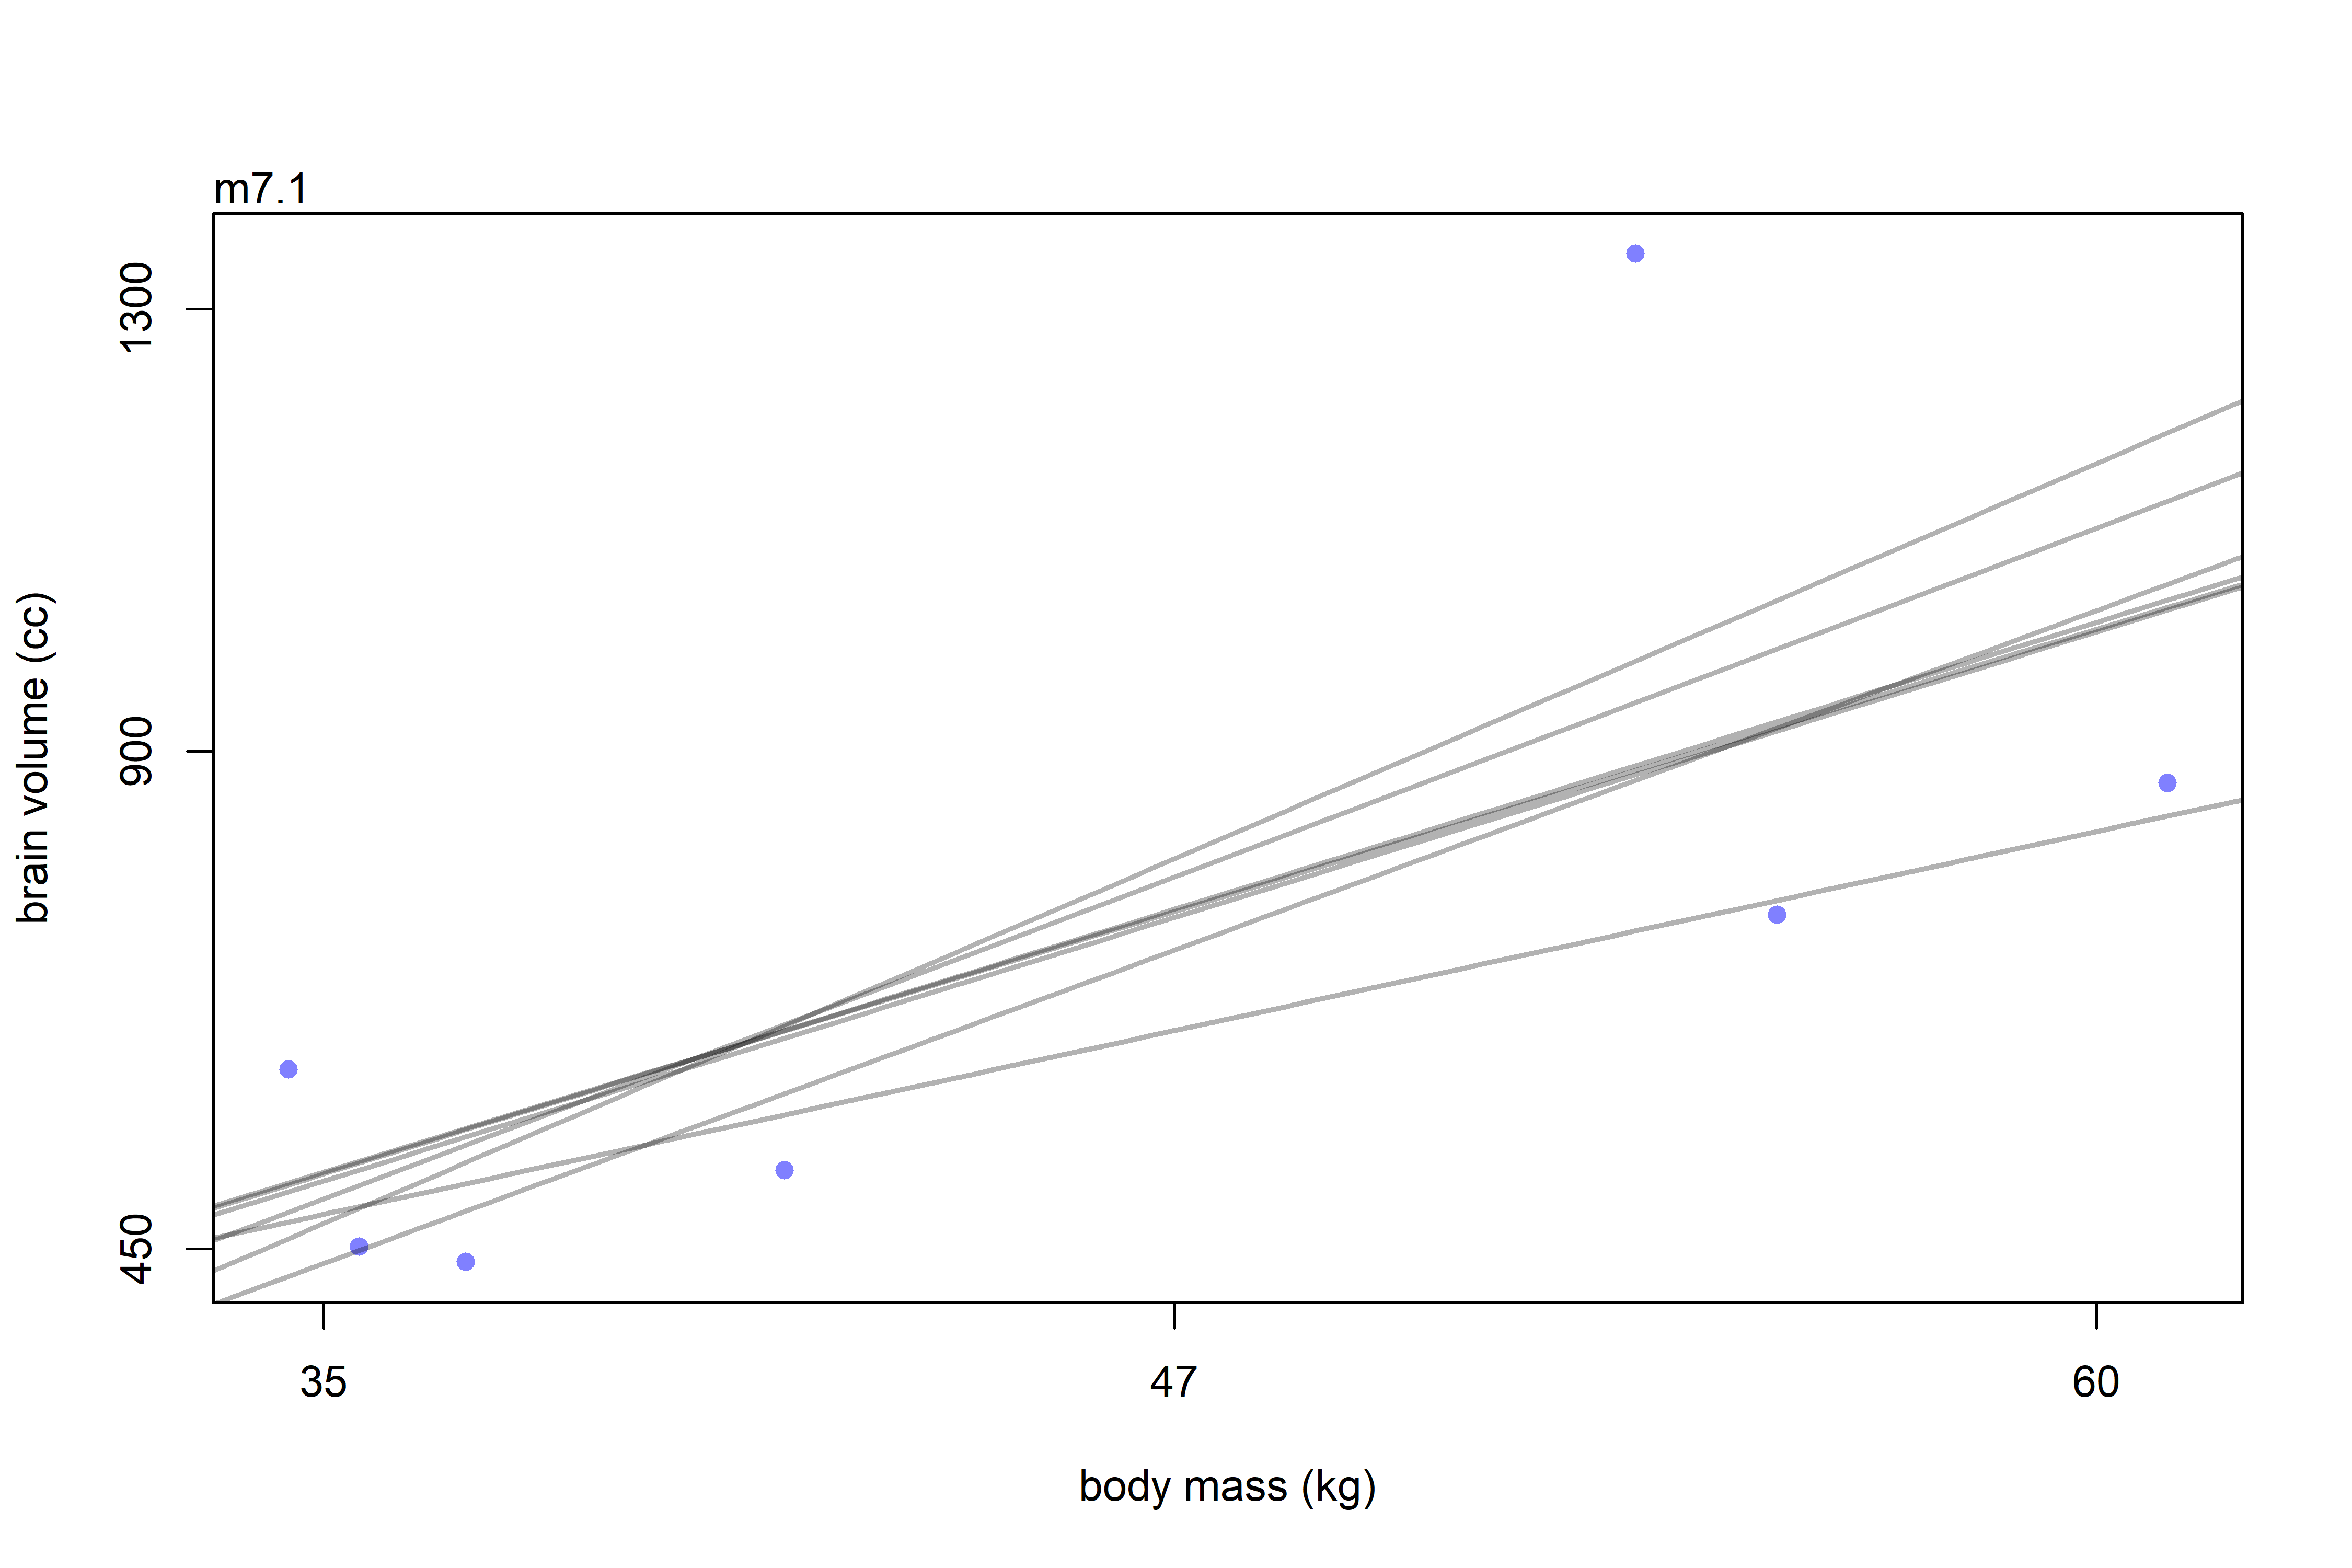 m7.1
1300
900
450
brain volume (cc)
35 47 60
body mass (kg)